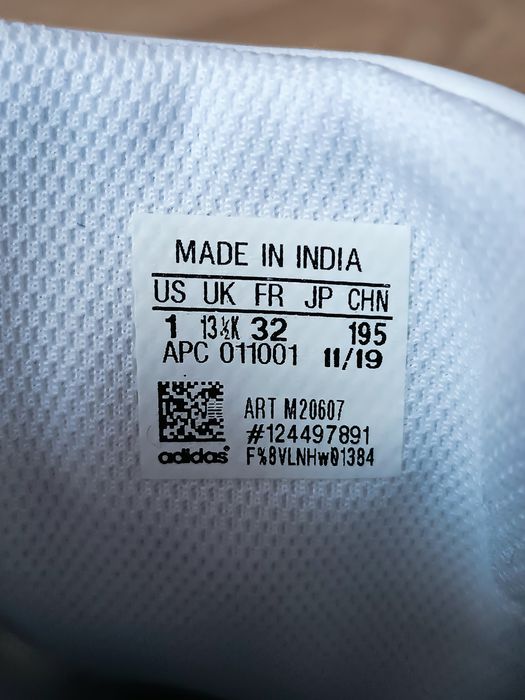 MADE IN INDIA
US UK FR JP CHN
1 13½K 32 195
APC 011001 11/19
ART M20607
#124497891
adidas® F%8VLNHw01384